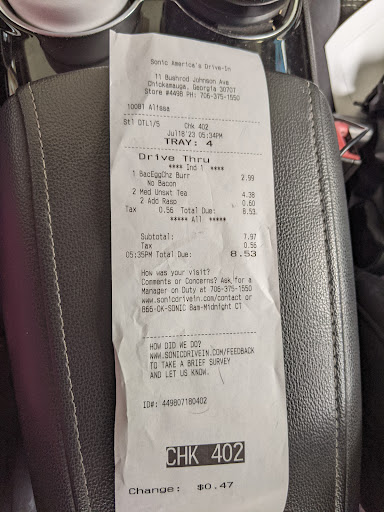 Sonic America's Drive-In
11 Bushrod Johnson Ave
Chickamauga, Georgia 30707
Store #4498 PH: 706-375-1550
10081 Alissa
Stl DTL1/5 Chk 402
Jul18'23 05:34PM
TRAY: 4
Drive Thru
**** Ind 1 ****
1 BacEggChz Burr 2.99
No Bacon
2 Med Unswt Tea 4.38
2 Add Rasp 0.60
Tax 0.56 Total Due: 8.53
***** All *****
Subtotal: 7.97
Tax 0.56
05:35PM Total Due: 8.53
How was your visit?
Comments or Concerns? Ask for a
Manager on Duty at 706-375-1550
www.sonicdrivein.com/contact or
866-OK-SONIC 8am-Midnight CT
HOW DID WE DO?
WWW.SONICDRIVEIN.COM/FEEDBACK
TO TAKE A BRIEF SURVEY
AND LET US KNOW.
ID#: 449807180402
CHK 402
Change: $0.47